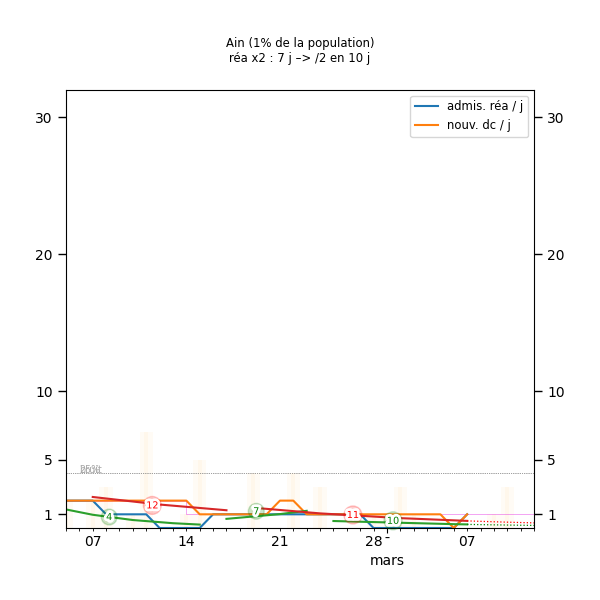 Ain (1% de la population)
réa x2 : 7 j –> /2 en 10 j
admis. réa / j
nouv. dc / j
30 30
20 20
10 10
5 5
1 1
4 12 7 11 10
07 14 21 28 07
mars